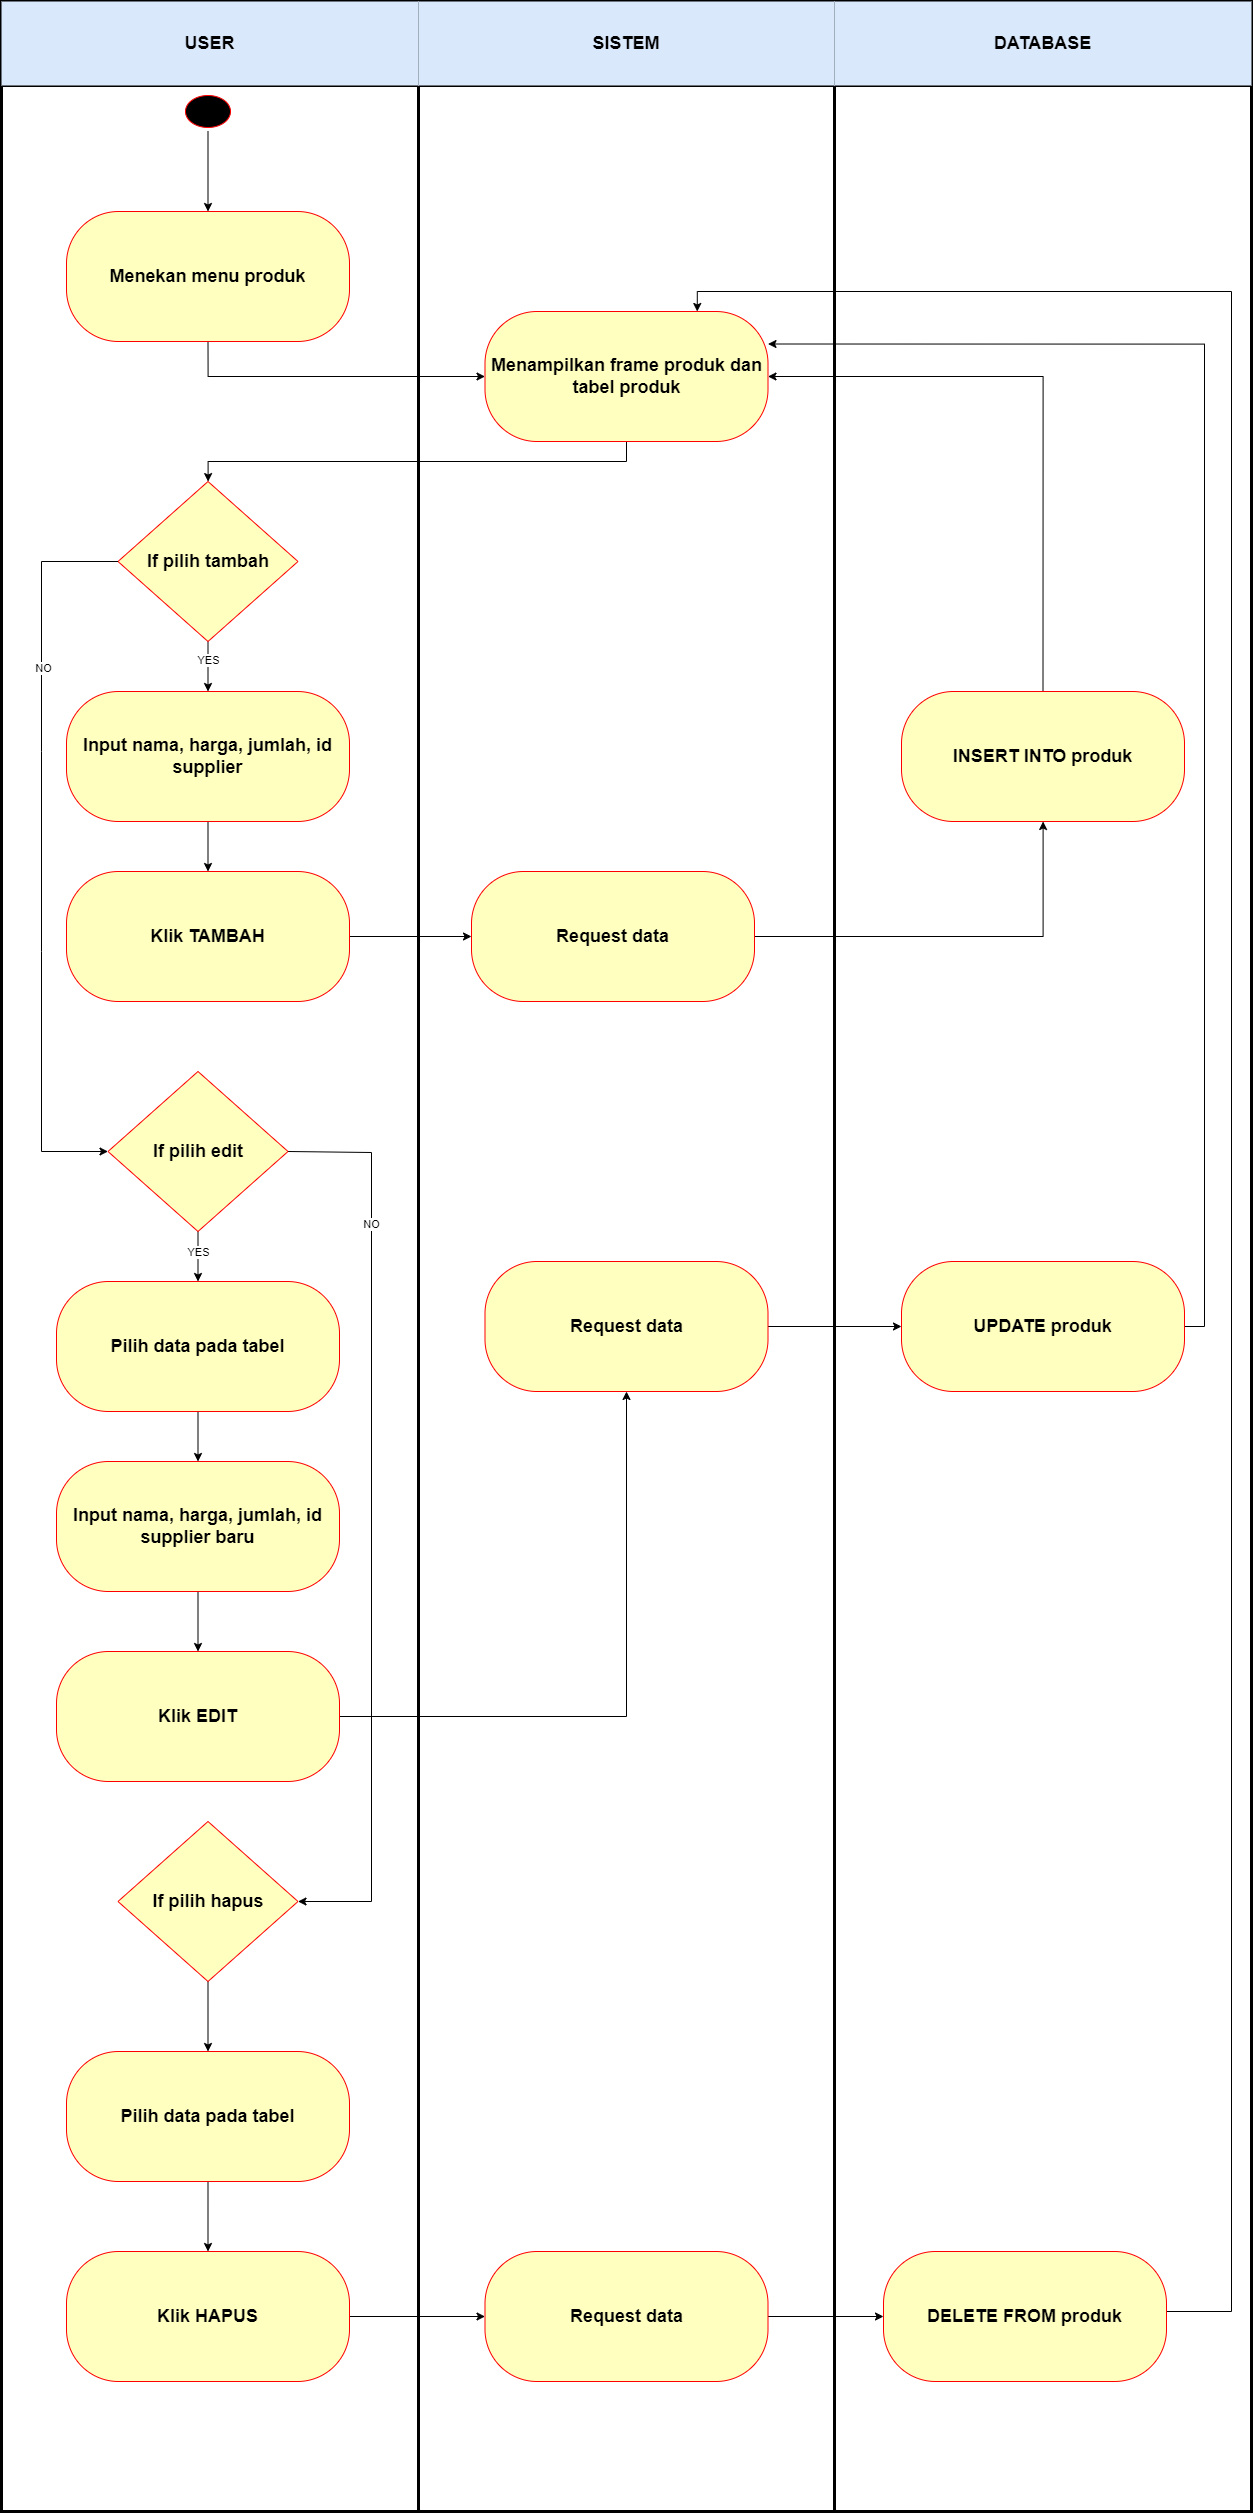 USER
SISTEM
DATABASE
Menekan menu produk
Menampilkan frame produk dan
tabel produk
If pilih tambah
NO
YES
Input nama, harga, jumlah, id
supplier
INSERT INTO produk
Klik TAMBAH
Request data
If pilih edit
NO
YES
Pilih data pada tabel
Request data
UPDATE produk
Input nama, harga, jumlah, id
supplier baru
Klik EDIT
If pilih hapus
Pilih data pada tabel
Klik HAPUS
Request data
DELETE FROM produk